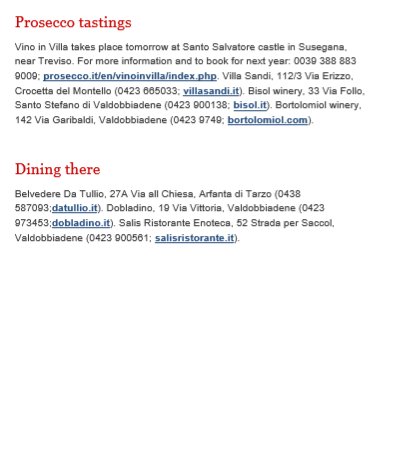 Prosecco tastings
Vino in Villa takes place tomorrow at Santo Salvatore castle in Susegana,
near Treviso. For more information and to book for next year: 0039 388 883
9009; prosecco.it/en/vinoinvilla/index.php. Villa Sandi, 112/3 Via Erizzo,
Crocetta del Montello (0423 665033; villasandi.it). Bisol winery, 33 Via Follo,
Santo Stefano di Valdobbiadene (0423 900138; bisol.it). Bortolomiol winery,
142 Via Garibaldi, Valdobbiadene (0423 9749; bortolomiol.com).
Dining there
Belvedere Da Tullio, 27A Via all Chiesa, Arfanta di Tarzo (0438
587093;datullio.it). Dobladino, 19 Via Vittoria, Valdobbiadene (0423
973453;dobladino.it). Salis Ristorante Enoteca, 52 Strada per Saccol,
Valdobbiadene (0423 900561; salisristorante.it).